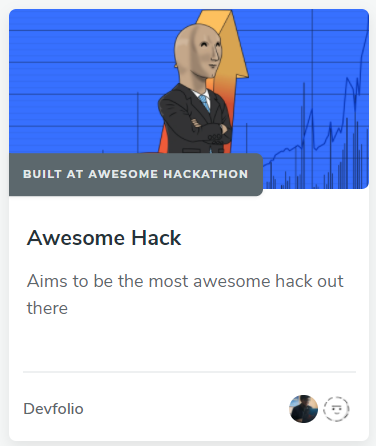 BUILT AT AWESOME HACKATHON
Awesome Hack
Aims to be the most awesome hack out
there
Devfolio